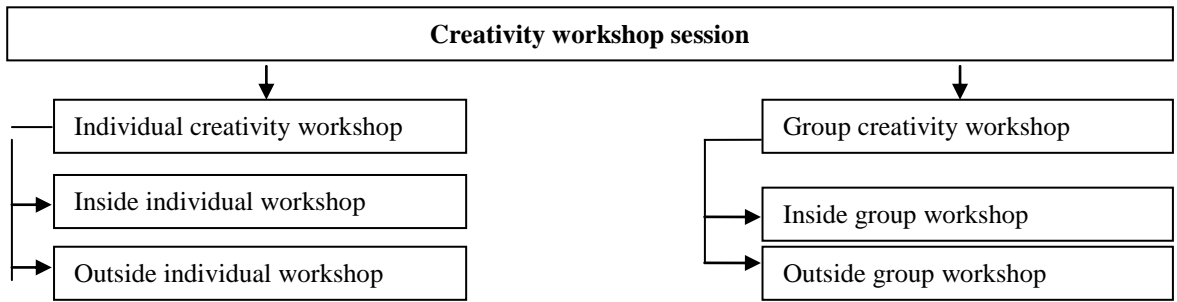 Creativity workshop session
Individual creativity workshop
Group creativity workshop
Inside individual workshop
Inside group workshop
Outside individual workshop
Outside group workshop